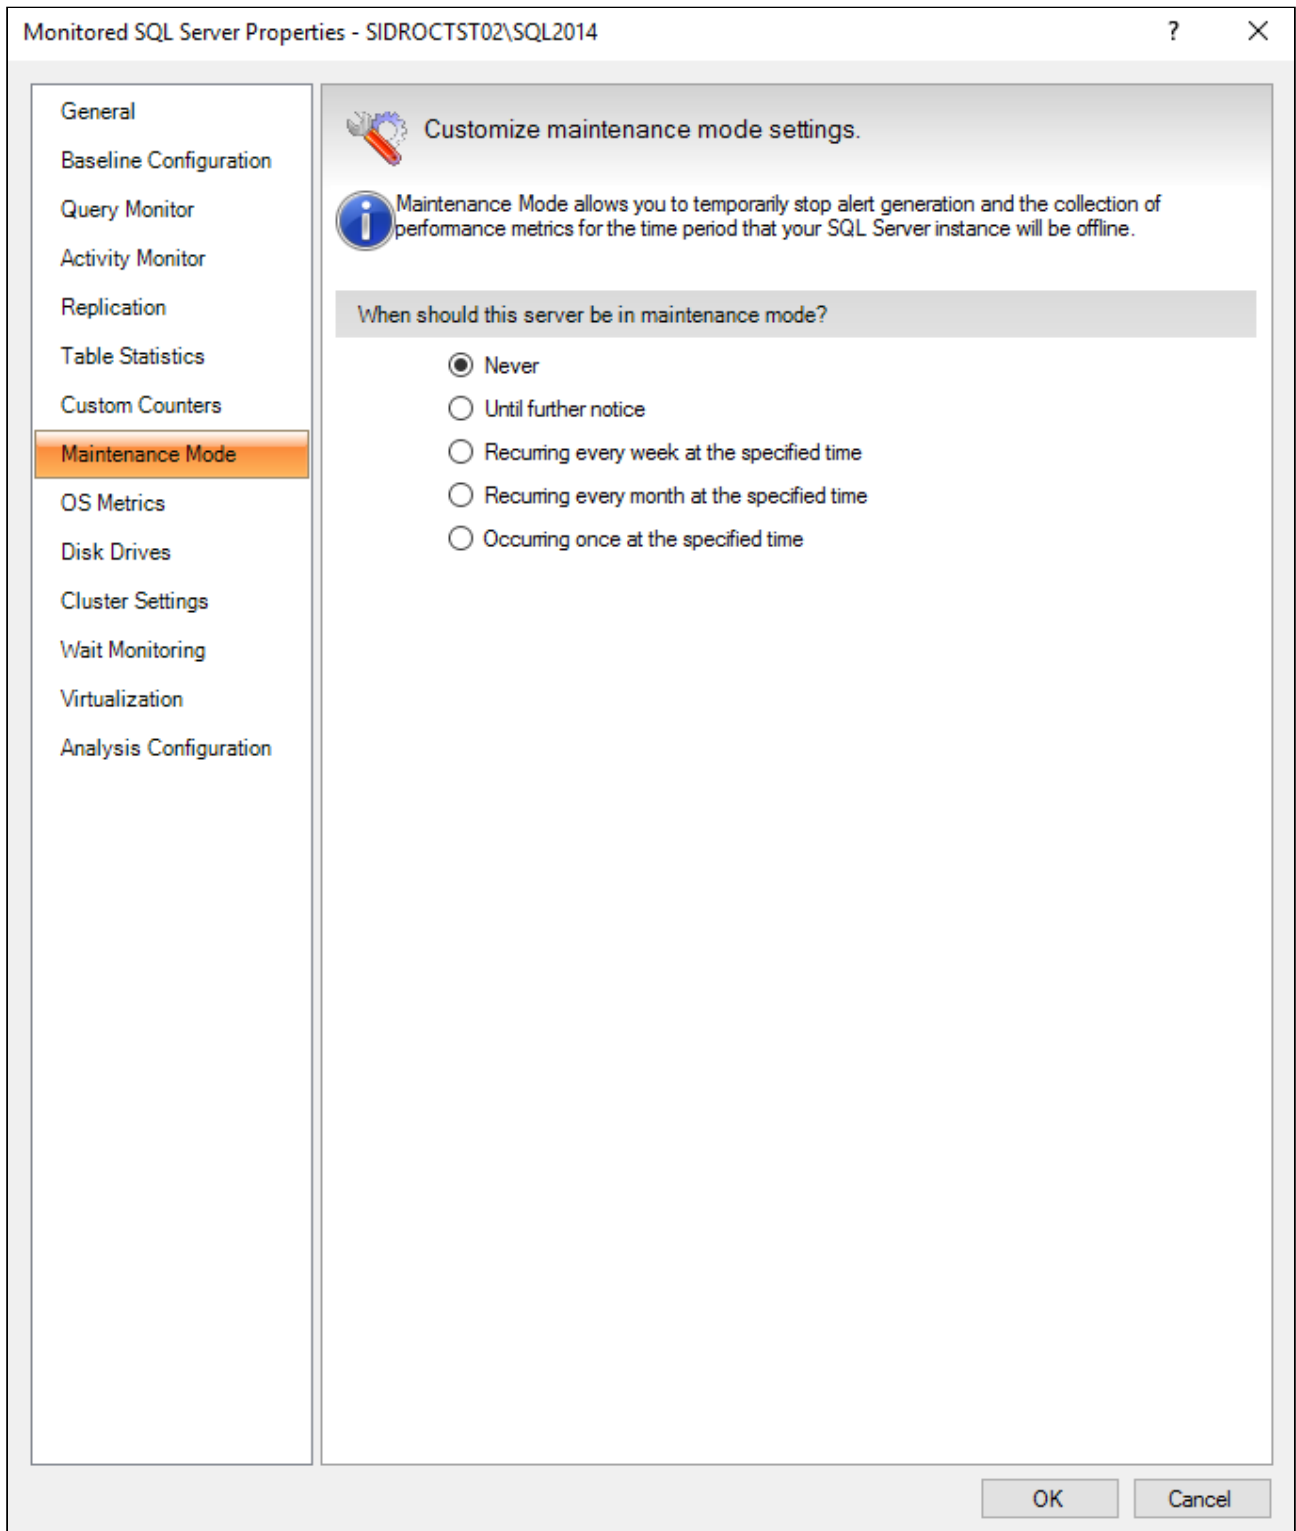 Monitored SQL Server Properties - SIDROCTST02\SQL2014
?
General
Baseline Configuration
Query Monitor
Activity Monitor
Replication
Table Statistics
Custom Counters
Maintenance Mode
OS Metrics
Disk Drives
Cluster Settings
Wait Monitoring
Virtualization
Analysis Configuration
Customize maintenance mode settings.
Maintenance Mode allows you to temporarily stop alert generation and the collection of
performance metrics for the time period that your SQL Server instance will be offline.
When should this server be in maintenance mode?
Never
Until further notice
Recurring every week at the specified time
Recurring every month at the specified time
Occurring once at the specified time
OK
Cancel